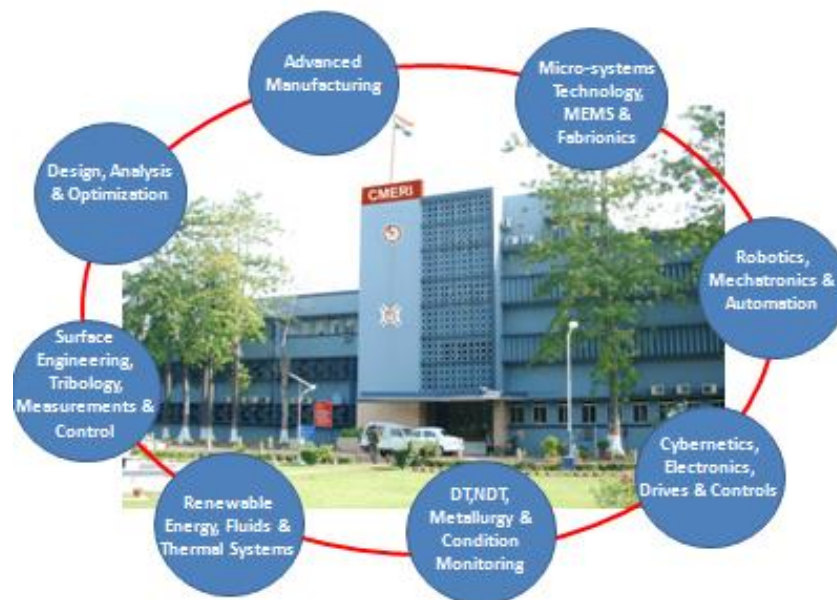 Advanced
Manufacturing
Micro-systems
Technology,
MEMS &
Fabrionics
Design, Analysis
& Optimization
CMERI
Robotics,
Mechatronics &
Automation
Surface
Engineering,
Tribology,
Measurements &
Control
Cybernetics,
Electronics,
Drives & Controls
Renewable
Energy, Fluids &
Thermal Systems
DT,NDT,
Metallurgy &
Condition
Monitoring